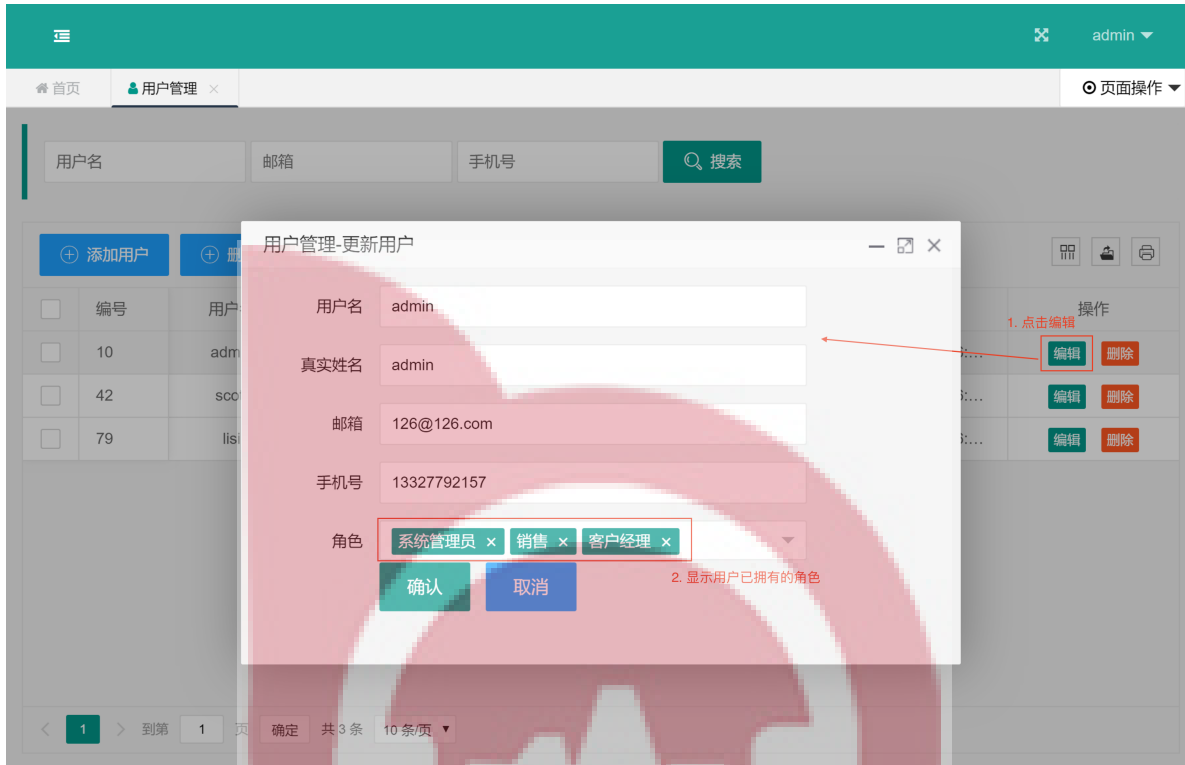 admin
首页
用户管理
页面操作
用户名
邮箱
手机号
搜索
添加用户
用户管理-更新用户
编号
操作
1. 点击编辑
10
编辑
删除
42
编辑
删除
79
lisi
编辑
删除
用户名
admin
真实姓名
admin
邮箱
126@126.com
手机号
13327792157
角色
系统管理员 ×
销售 ×
客户经理 ×
2. 显示用户已拥有的角色
确认
取消
1
到第
1
页
确定
共 3 条
10 条/页